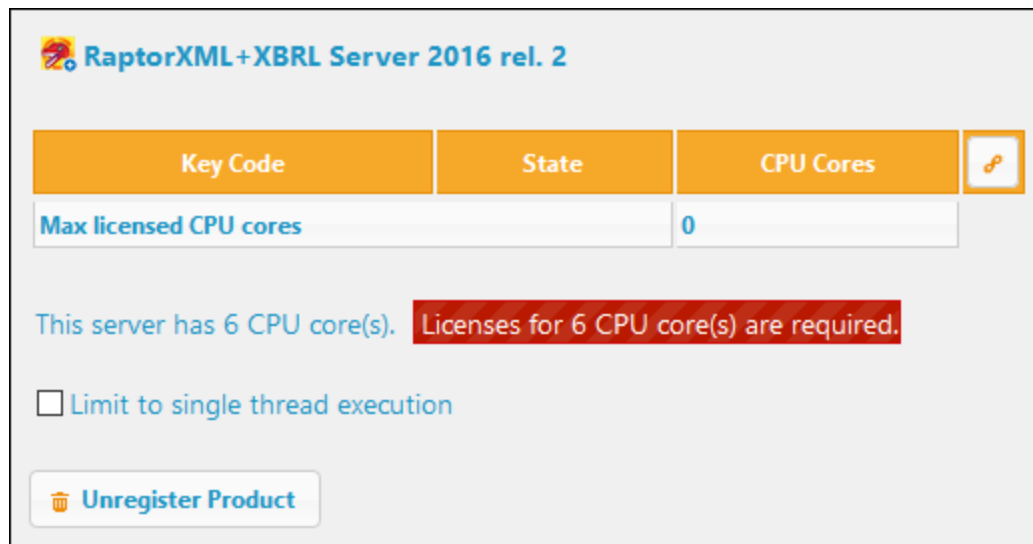 RaptorXML+XBRL Server 2016 rel. 2
Key Code State CPU Cores
Max licensed CPU cores 0
This server has 6 CPU core(s). Licenses for 6 CPU core(s) are required.
Limit to single thread execution
Unregister Product